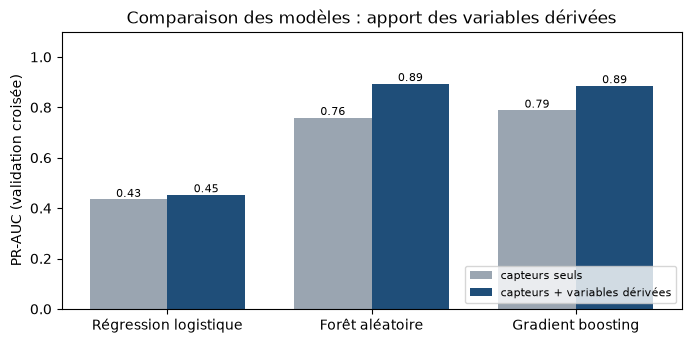 Comparaison des modèles : apport des variables dérivées
PR-AUC (validation croisée)
1.0
0.8
0.6
0.4
0.2
0.0
0.43
0.45
0.76
0.89
0.79
0.89
capteurs seuls
capteurs + variables dérivées
Régression logistique
Forêt aléatoire
Gradient boosting